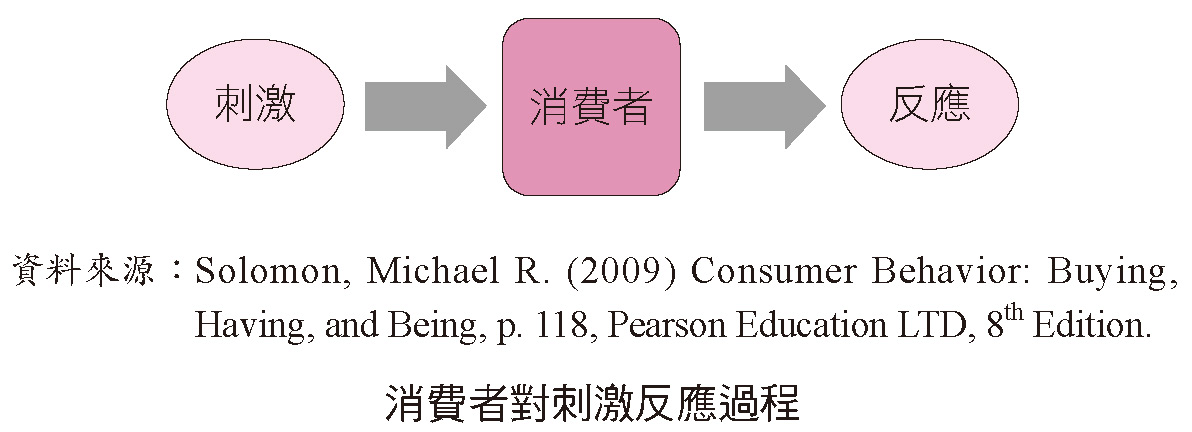 刺激
消費者
反應
資料來源：Solomon, Michael R. (2009) Consumer Behavior: Buying,
Having, and Being, p. 118, Pearson Education LTD, 8th Edition.
消費者對刺激反應過程